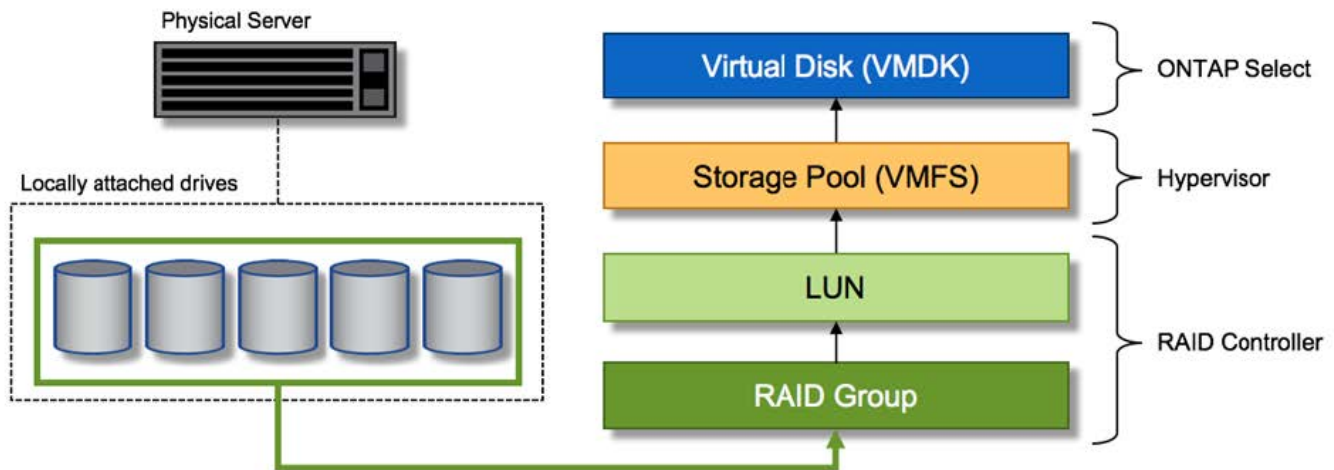 Physical Server
Locally attached drives
Virtual Disk (VMDK)
ONTAP Select
Storage Pool (VMFS)
Hypervisor
LUN
RAID Controller
RAID Group